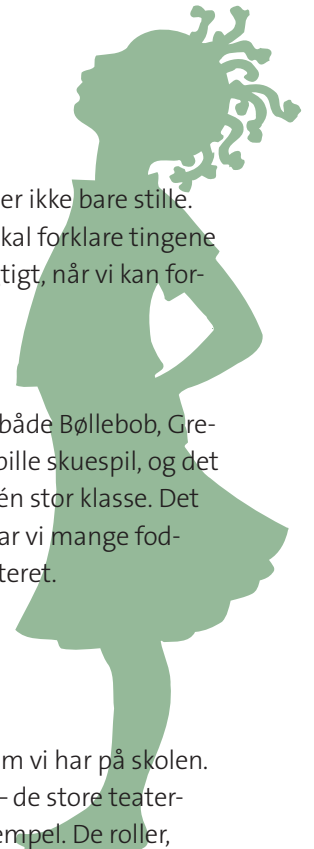 er ikke bare stille.
kal forklare tingene
tigt, når vi kan for-
både Bøllebob, Gre-
pille skuespil, og det
én stor klasse. Det
ar vi mange fod-
teret.
m vi har på skolen.
– de store teater-
empel. De roller,